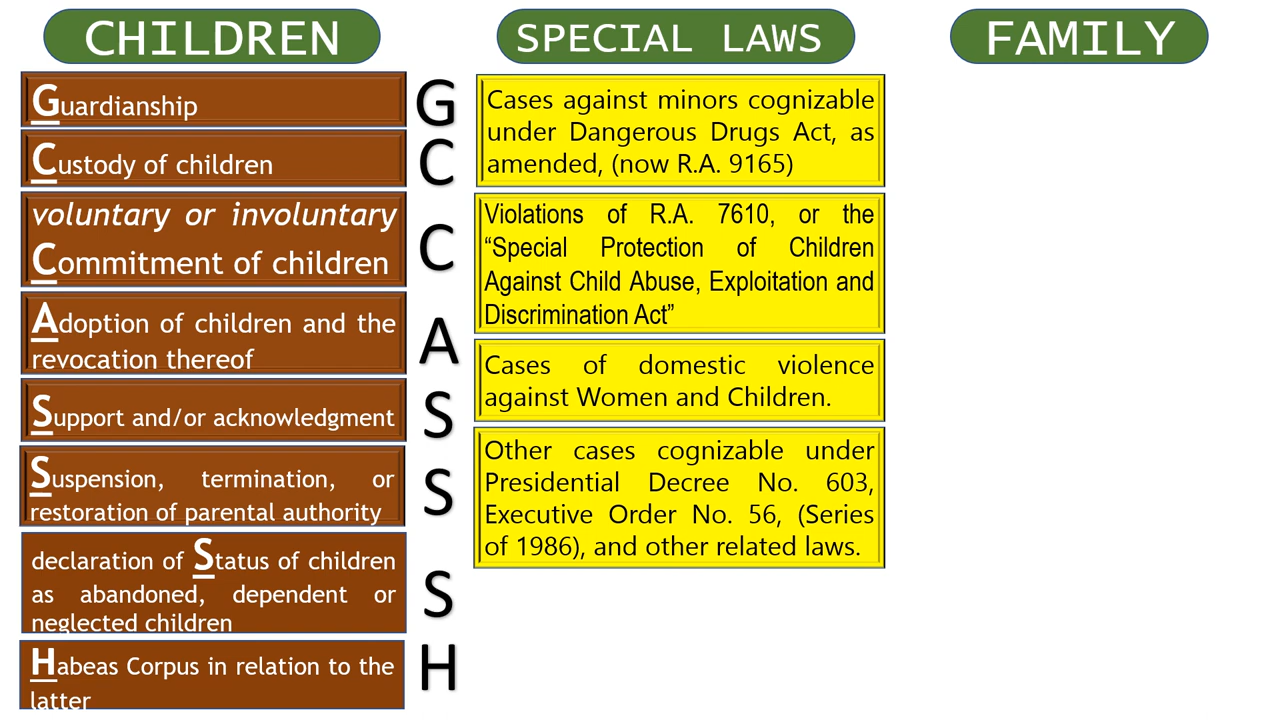 CHILDREN
Guardianship
Custody of children
voluntary or involuntary
Commitment of children
Adoption of children and the
revocation thereof
Support and/or acknowledgment
Suspension, termination, or
restoration of parental authority
declaration of Status of children
as abandoned, dependent or
neglected children
Habeas Corpus in relation to the
latter
G
C
C
A
S
S
S
H
SPECIAL LAWS
Cases against minors cognizable
under Dangerous Drugs Act, as
amended, (now R.A. 9165)
Violations of R.A. 7610, or the
“Special Protection of Children
Against Child Abuse, Exploitation and
Discrimination Act”
Cases of domestic violence
against Women and Children.
Other cases cognizable under
Presidential Decree No. 603,
Executive Order No. 56, (Series
of 1986), and other related laws.
FAMILY